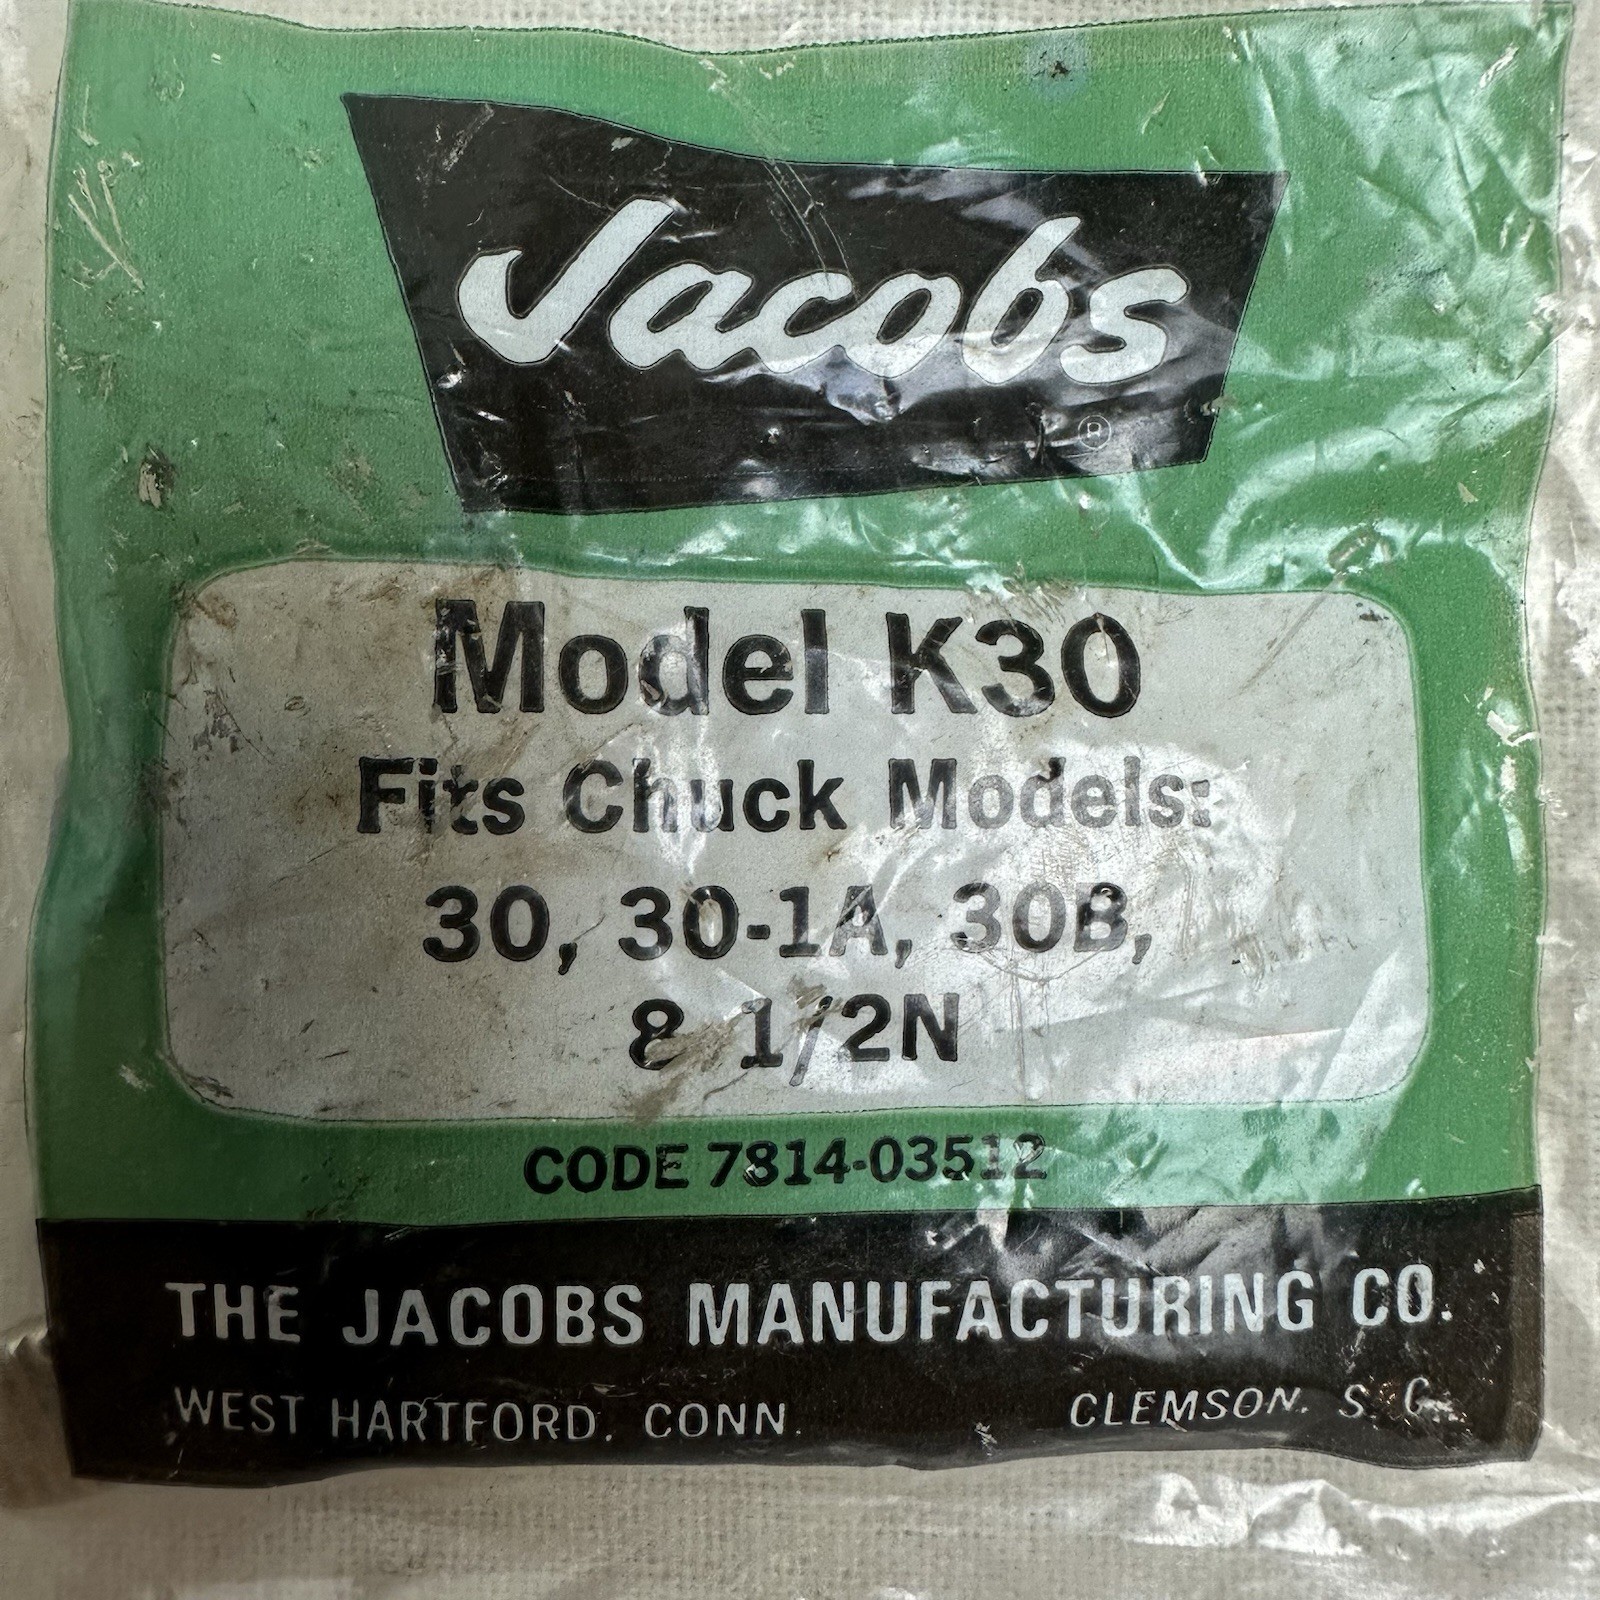 Jacobs
®
Model K30
Fits Chuck Models:
30, 30-1A, 30B,
8 1/2N
CODE 7814-03512
THE JACOBS MANUFACTURING CO.
WEST HARTFORD, CONN.
CLEMSON, S. C.